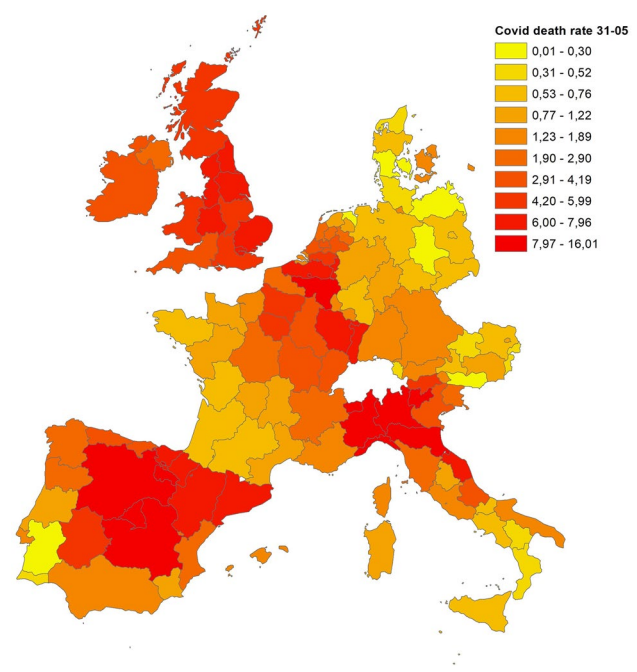 Covid death rate 31-05
0,01 - 0,30
0,31 - 0,52
0,53 - 0,76
0,77 - 1,22
1,23 - 1,89
1,90 - 2,90
2,91 - 4,19
4,20 - 5,99
6,00 - 7,96
7,97 - 16,01